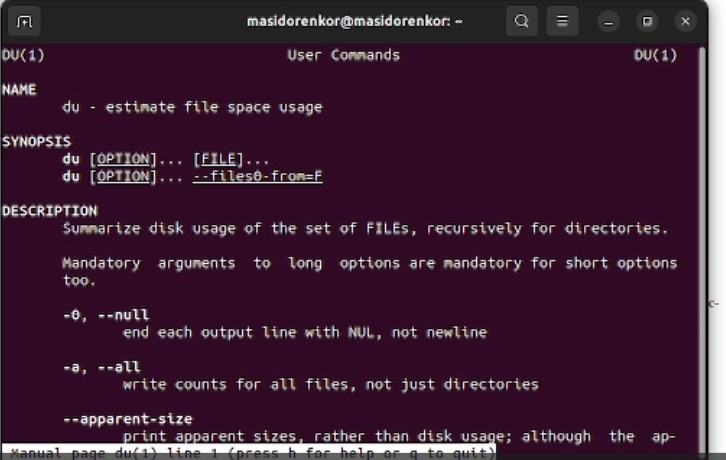 masidorenkor@masidorenkor: ~
DU(1) User Commands DU(1)
NAME
du - estimate file space usage
SYNOPSIS
du [OPTION]... [FILE]...
du [OPTION]... --files0-from=F
DESCRIPTION
Summarize disk usage of the set of FILEs, recursively for directories.
Mandatory arguments to long options are mandatory for short options
too.
-0, --null
end each output line with NUL, not newline
-a, --all
write counts for all files, not just directories
--apparent-size
print apparent sizes, rather than disk usage; although the ap-
Manual page du(1) line 1 (press h for help or q to quit)